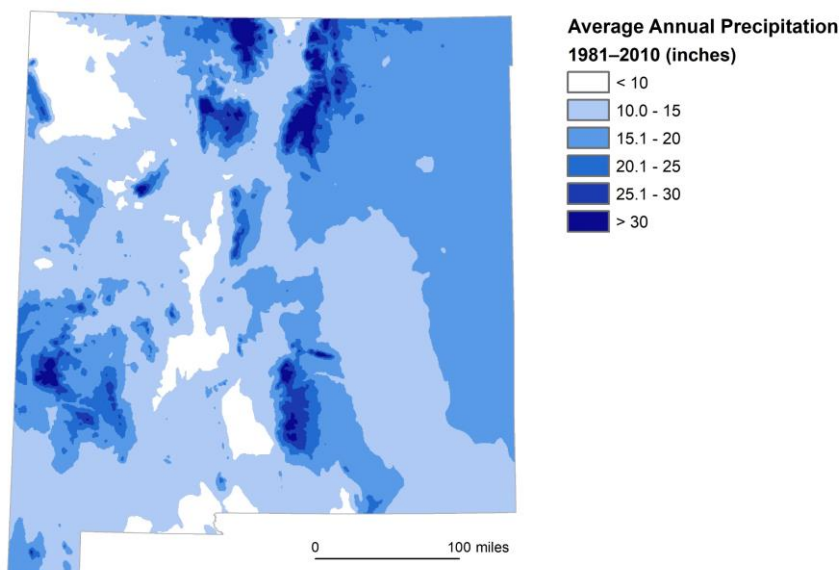 Average Annual Precipitation
1981–2010 (inches)
< 10
10.0 - 15
15.1 - 20
20.1 - 25
25.1 - 30
> 30
0 100 miles